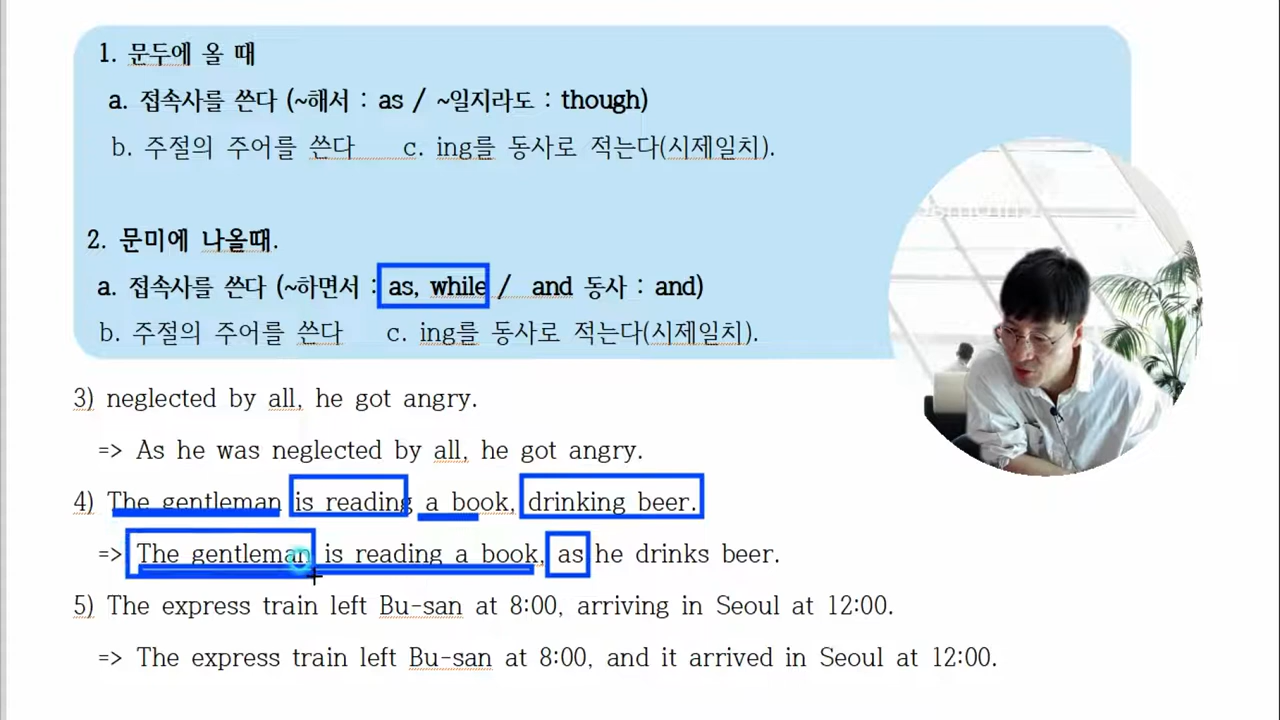 1. 문두에 올 때
a. 접속사를 쓴다 (~해서 : as / ~일지라도 : though)
b. 주절의 주어를 쓴다 c. ing를 동사로 적는다(시제일치).
2. 문미에 나올때.
a. 접속사를 쓴다 (~하면서 : as, while / and 동사 : and)
b. 주절의 주어를 쓴다 c. ing를 동사로 적는다(시제일치).
3) neglected by all, he got angry.
=> As he was neglected by all, he got angry.
4) The gentleman is reading a book, drinking beer.
=> The gentleman is reading a book, as he drinks beer.
5) The express train left Bu-san at 8:00, arriving in Seoul at 12:00.
=> The express train left Bu-san at 8:00, and it arrived in Seoul at 12:00.